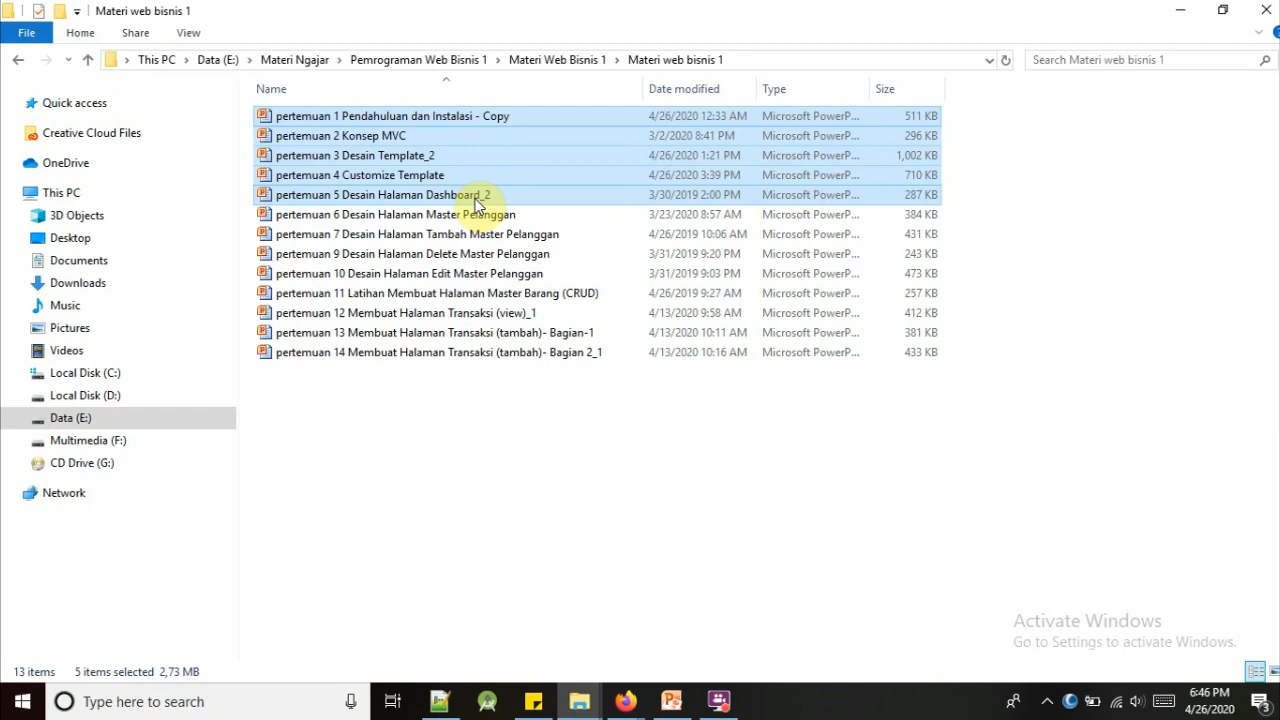 Materi web bisnis 1
File Home Share View
This PC Data (E:) Materi Ngajar Pemrograman Web Bisnis 1 Materi Web Bisnis 1 Materi web bisnis 1 Search Materi web bisnis 1
Name Date modified Type Size
Quick access
Creative Cloud Files
OneDrive
This PC
3D Objects
Desktop
Documents
Downloads
Music
Pictures
Videos
Local Disk (C:)
Local Disk (D:)
Data (E:)
Multimedia (F:)
CD Drive (G:)
Network
pertemuan 1 Pendahuluan dan Instalasi - Copy 4/26/2020 12:33 AM Microsoft PowerP... 511 KB
pertemuan 2 Konsep MVC 3/2/2020 8:41 PM Microsoft PowerP... 296 KB
pertemuan 3 Desain Template_2 4/26/2020 1:21 PM Microsoft PowerP... 1,002 KB
pertemuan 4 Customize Template 4/26/2020 3:39 PM Microsoft PowerP... 710 KB
pertemuan 5 Desain Halaman Dashboard_2 3/30/2019 2:00 PM Microsoft PowerP... 287 KB
pertemuan 6 Desain Halaman Master Pelanggan 3/23/2020 8:57 AM Microsoft PowerP... 384 KB
pertemuan 7 Desain Halaman Tambah Master Pelanggan 4/26/2019 10:06 AM Microsoft PowerP... 431 KB
pertemuan 9 Desain Halaman Delete Master Pelanggan 3/31/2019 9:20 PM Microsoft PowerP... 243 KB
pertemuan 10 Desain Halaman Edit Master Pelanggan 3/31/2019 9:03 PM Microsoft PowerP... 473 KB
pertemuan 11 Latihan Membuat Halaman Master Barang (CRUD) 4/26/2019 9:27 AM Microsoft PowerP... 257 KB
pertemuan 12 Membuat Halaman Transaksi (view)_1 4/13/2020 9:58 AM Microsoft PowerP... 412 KB
pertemuan 13 Membuat Halaman Transaksi (tambah)- Bagian-1 4/13/2020 10:11 AM Microsoft PowerP... 381 KB
pertemuan 14 Membuat Halaman Transaksi (tambah)- Bagian 2_1 4/13/2020 10:16 AM Microsoft PowerP... 433 KB
Activate Windows
Go to Settings to activate Windows.
13 items 5 items selected 2,73 MB
Type here to search
6:46 PM
4/26/2020
3